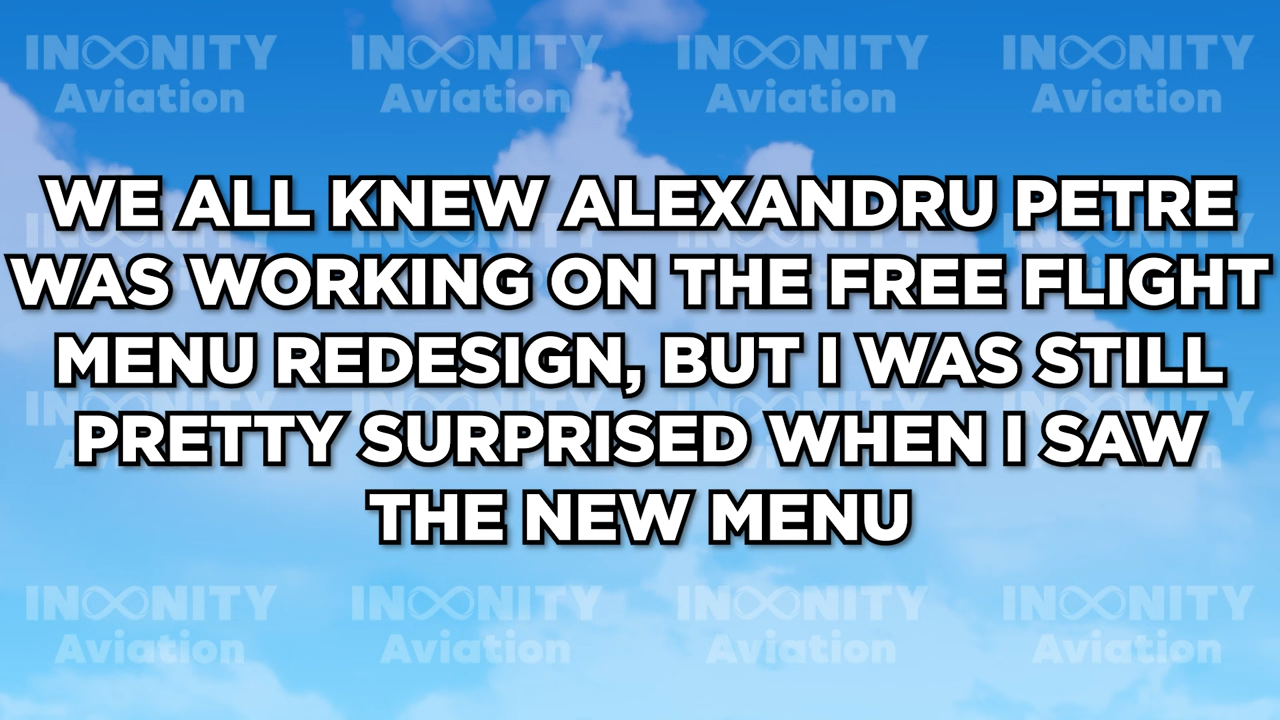 IN∞NITY IN∞NITY IN∞NITY IN∞NITY
Aviation Aviation Aviation Aviation
WE ALL KNEW ALEXANDRU PETRE
WAS WORKING ON THE FREE FLIGHT
MENU REDESIGN, BUT I WAS STILL
PRETTY SURPRISED WHEN I SAW
THE NEW MENU
IN∞NITY IN∞NITY IN∞NITY IN∞NITY
Aviation Aviation Aviation Aviation